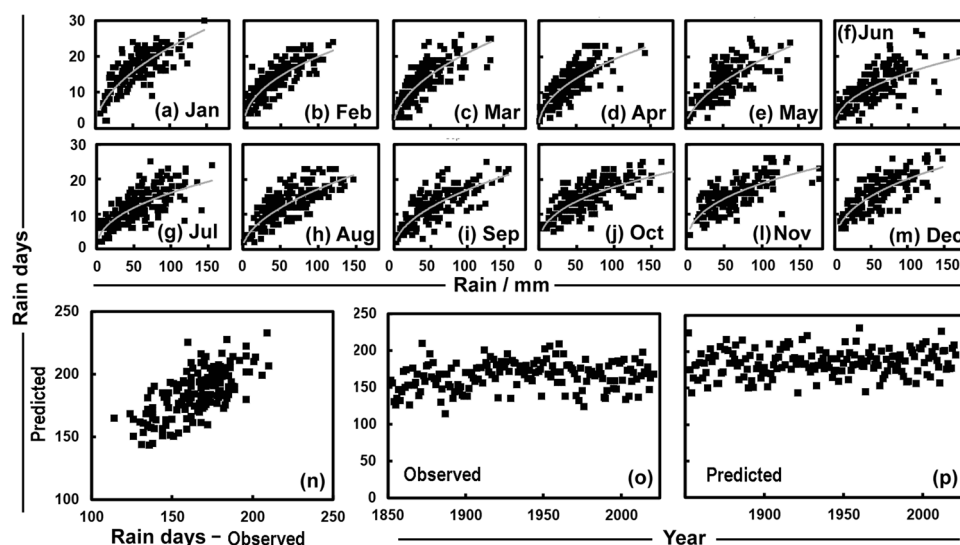 30
20
10
0
(a) Jan
(b) Feb
(c) Mar
(d) Apr
(e) May
(f)Jun
30
20
10
0
(g) Jul
(h) Aug
(i) Sep
(j) Oct
(l)Nov
(m) Dec
0 50 100 150
0 50 100 150
0 50 100 150
0 50 100 150
0 50 100 150
0 50 100 150
Rain / mm
Rain days
250
200
150
100
Predicted
(n)
100 150 200 250
Rain days - Observed
250
200
150
100
50
0
Observed
(o)
1850 1900 1950 2000
Predicted
(p)
1900 1950 2000
Year